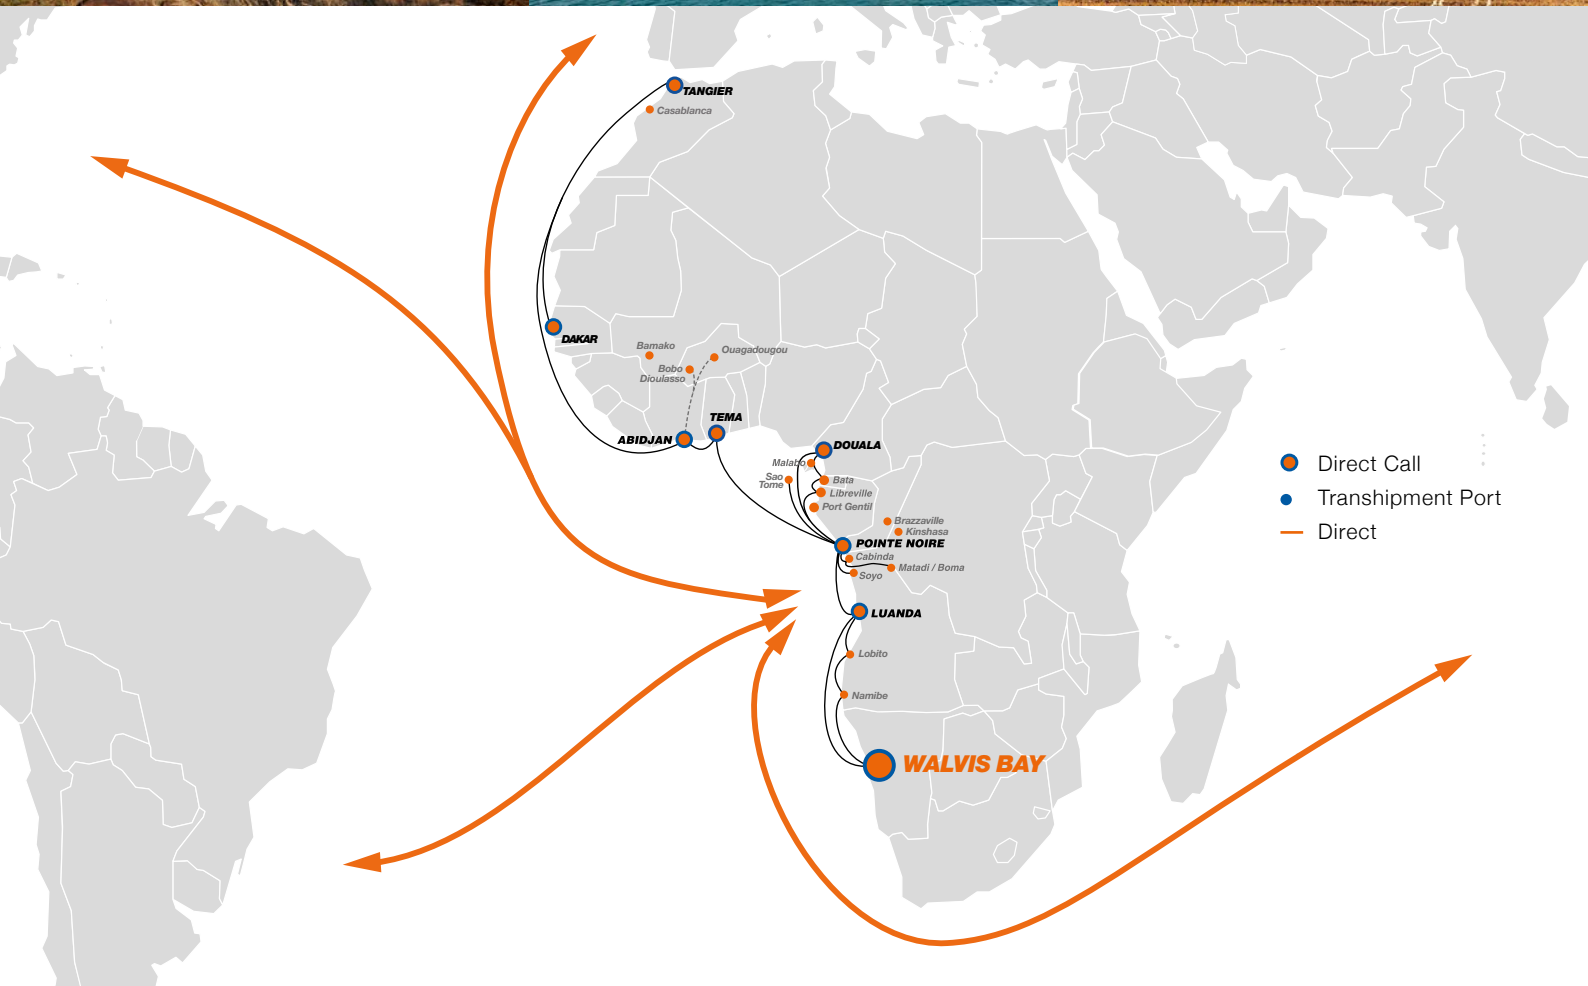 TANGIER
Casablanca
DAKAR
Bamako
Ouagadougou
Bobo
Dioulasso
TEMA
ABIDJAN
DOUALA
Malabo
Sao
Tome
Bata
Libreville
Port Gentil
Brazzaville
Kinshasa
POINTE NOIRE
Cabinda
Matadi / Boma
Soyo
LUANDA
Lobito
Namibe
WALVIS BAY
Direct Call
Transhipment Port
Direct